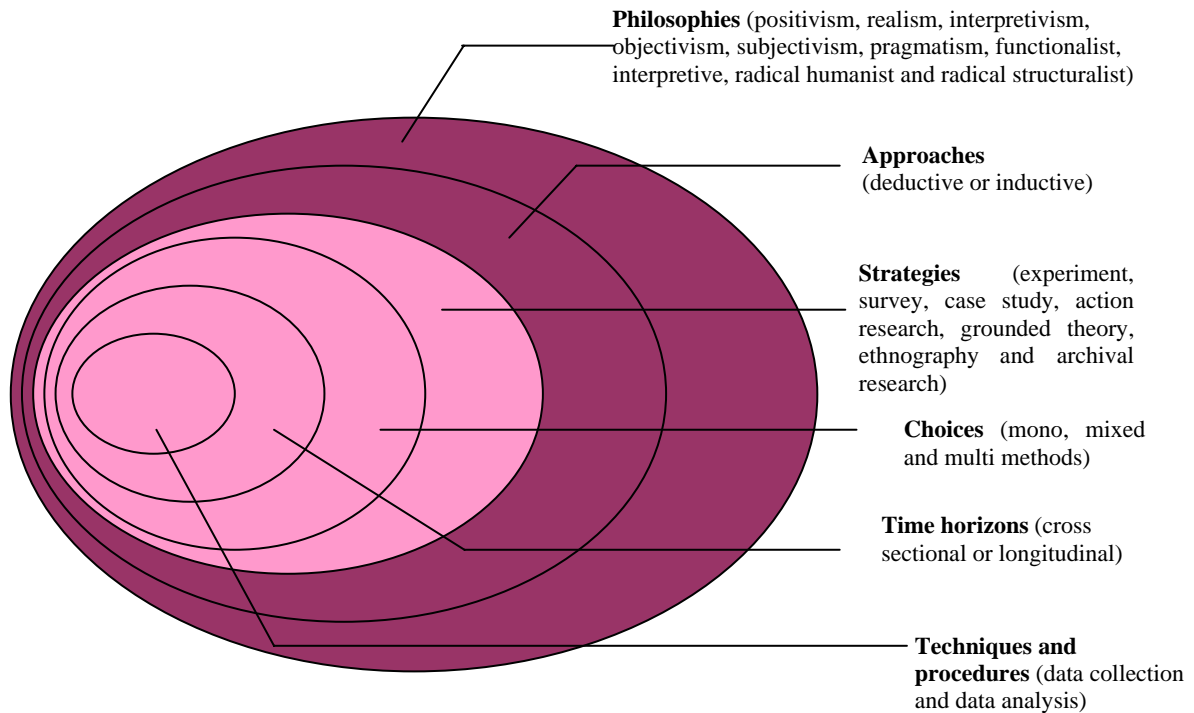 Philosophies (positivism, realism, interpretivism,
objectivism, subjectivism, pragmatism, functionalist,
interpretive, radical humanist and radical structuralist)
Approaches
(deductive or inductive)
Strategies (experiment,
survey, case study, action
research, grounded theory,
ethnography and archival
research)
Choices (mono, mixed
and multi methods)
Time horizons (cross
sectional or longitudinal)
Techniques and
procedures (data collection
and data analysis)